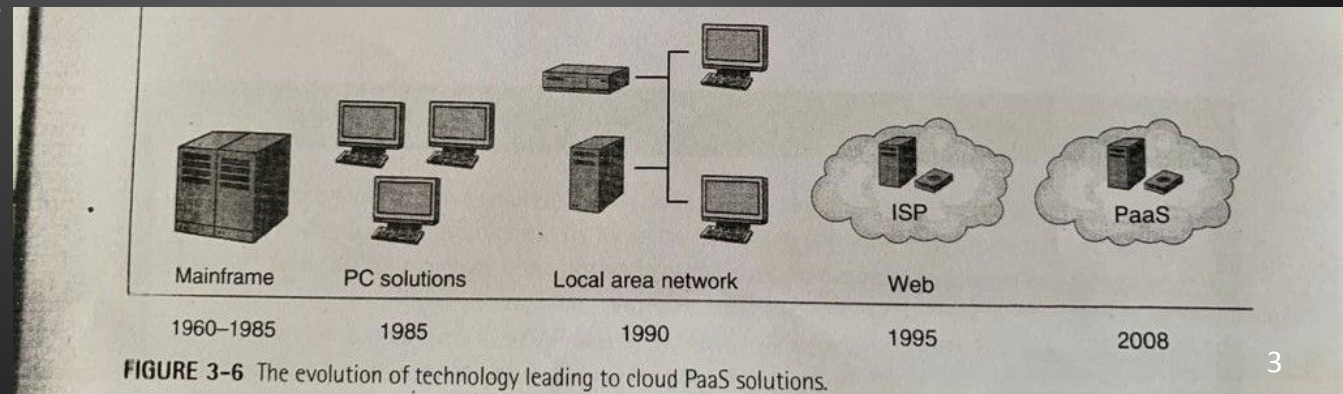 ISP
PaaS
Mainframe PC solutions Local area network Web
1960–1985 1985 1990 1995 2008
FIGURE 3-6 The evolution of technology leading to cloud PaaS solutions.
3